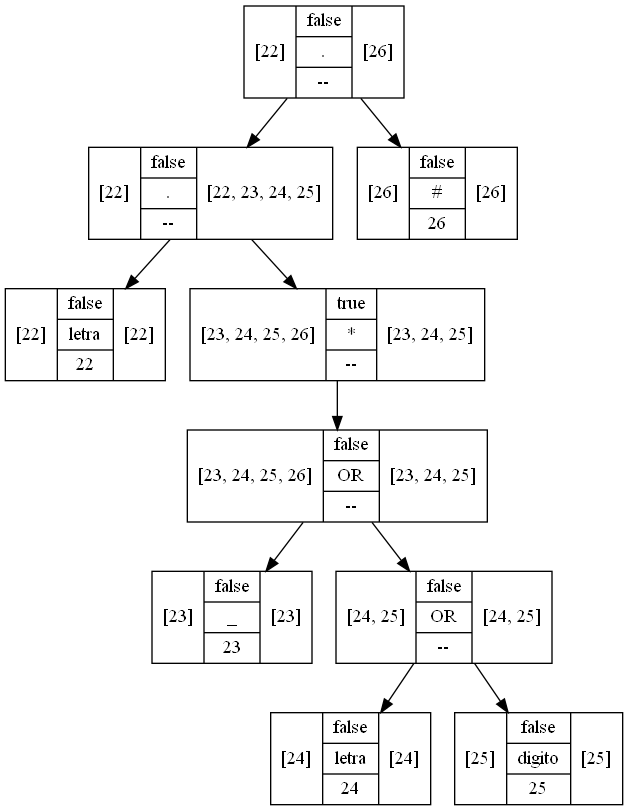 false
[22] . [26]
--
false
[22] . [22, 23, 24, 25]
--
false
[26] # [26]
26
false
[22] letra [22]
22
true
[23, 24, 25, 26] * [23, 24, 25]
--
false
[23, 24, 25, 26] OR [23, 24, 25]
--
false
[23] _ [23]
23
false
[24, 25] OR [24, 25]
--
false
[24] letra [24]
24
false
[25] digito [25]
25